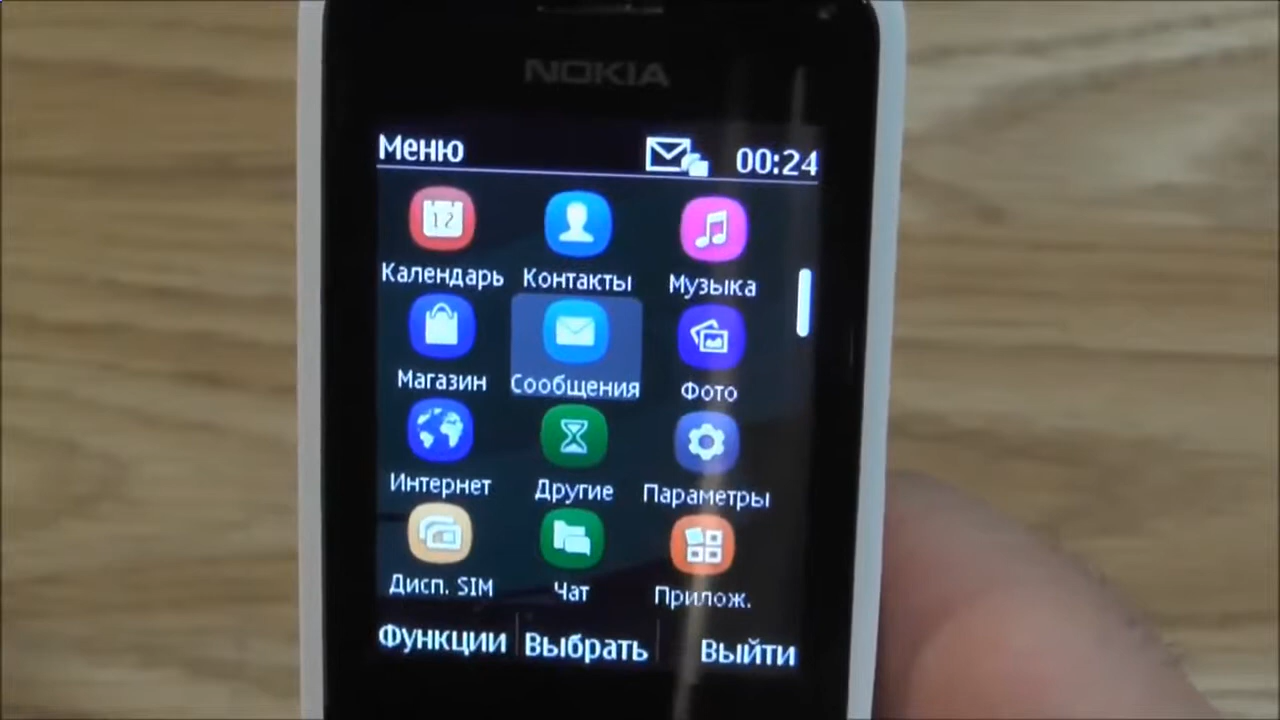 NOKIA
Меню 00:24
12
Календарь Контакты Музыка
Магазин Сообщения Фото
Интернет Другие Параметры
Дисп. SIM Чат Прилож.
Функции Выбрать Выйти